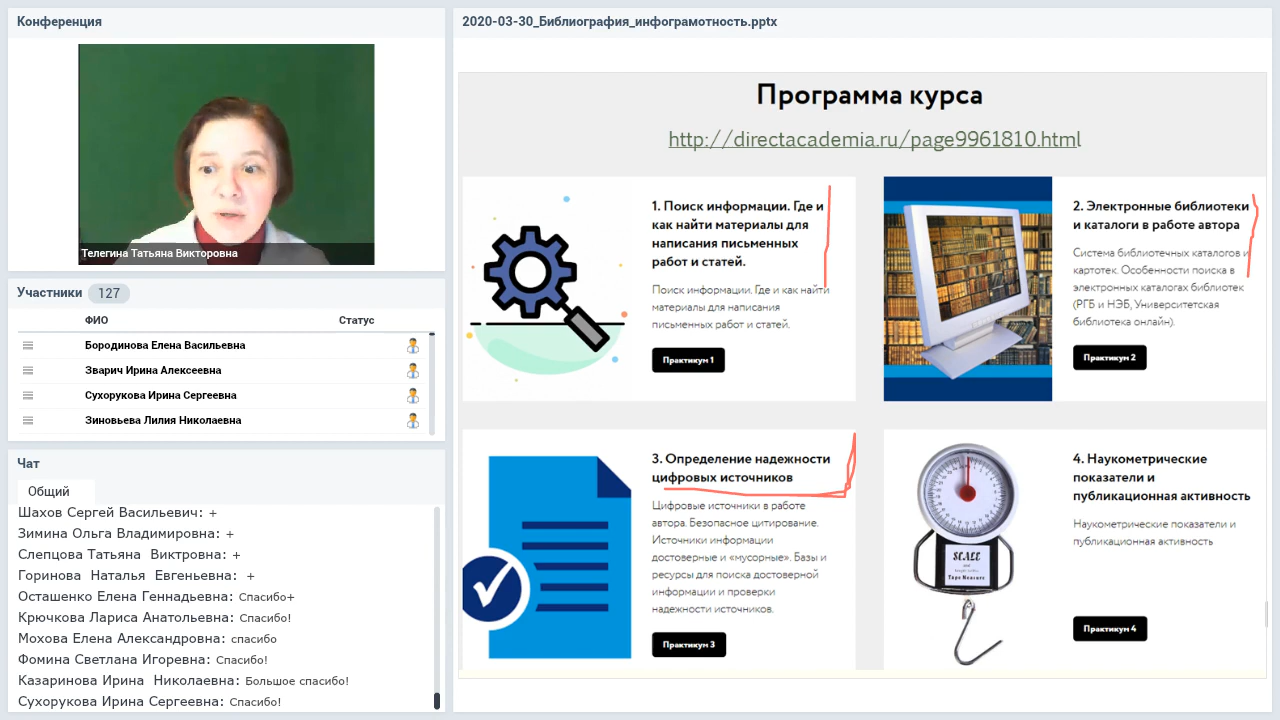 Конференция
Телегина Татьяна Викторовна
Участники 127
ФИО Статус
Бородинова Елена Васильевна
Зварич Ирина Алексеевна
Сухорукова Ирина Сергеевна
Зиновьева Лилия Николаевна
Чат
Общий
Шахов Сергей Васильевич: +
Зимина Ольга Владимировна: +
Слепцова Татьяна Виктровна: +
Горинова Наталья Евгеньевна: +
Осташенко Елена Геннадьевна: Спасибо+
Крючкова Лариса Анатольевна: Спасибо!
Мохова Елена Александровна: спасибо
Фомина Светлана Игоревна: Спасибо!
Казаринова Ирина Николаевна: Большое спасибо!
Сухорукова Ирина Сергеевна: Спасибо!
2020-03-30_Библиография_инфограмотность.pptx
Программа курса
http://directacademia.ru/page9961810.html
1. Поиск информации. Где и
как найти материалы для
написания письменных
работ и статей.
Поиск информации. Где и как найти
материалы для написания
письменных работ и статей.
Практикум 1
2. Электронные библиотеки
и каталоги в работе автора
Система библиотечных каталогов и
картотек. Особенности поиска в
электронных каталогах библиотек
(РГБ и НЭБ, Университетская
библиотека онлайн).
Практикум 2
3. Определение надежности
цифровых источников
Цифровые источники в работе
автора. Безопасное цитирование.
Источники информации
достоверные и «мусорные». Базы и
ресурсы для поиска достоверной
информации и проверки
надежности источников.
Практикум 3
4. Наукометрические
показатели и
публикационная активность
Наукометрические показатели и
публикационная активность
SCALE
Tape Measure
Практикум 4